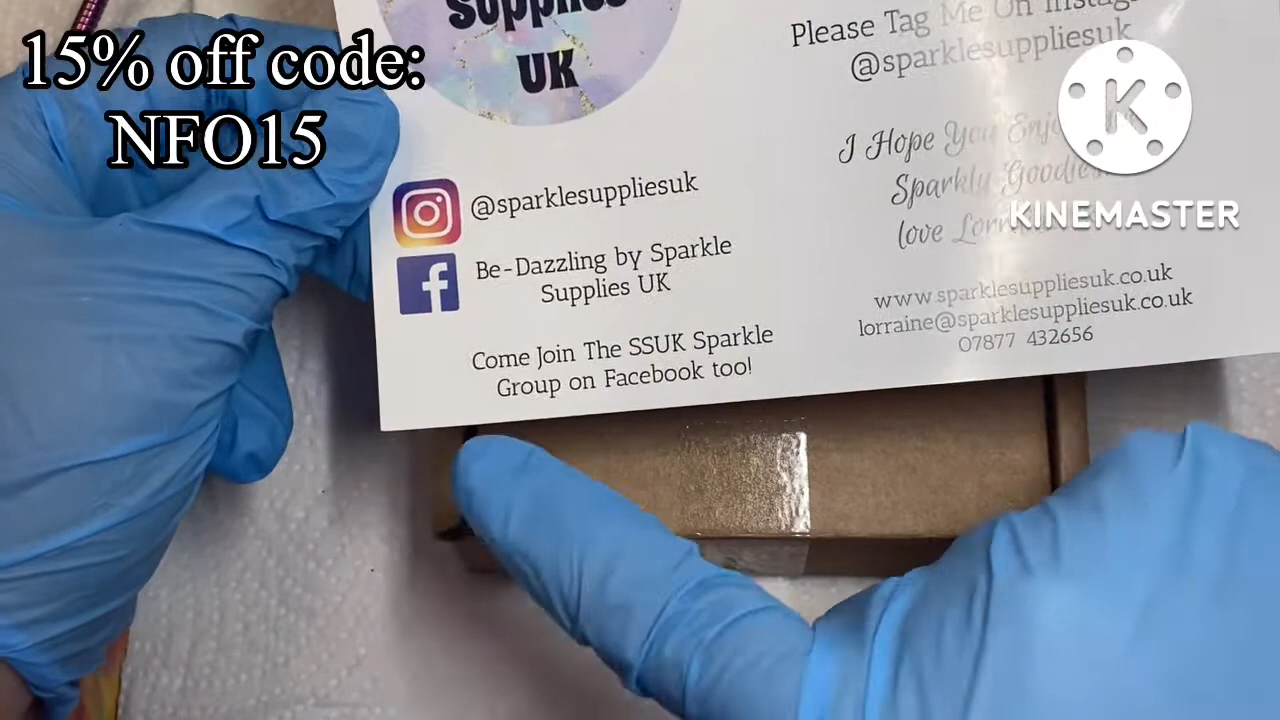 15% off code:
NFO15
Supplies
UK
@sparklesuppliesuk
Be-Dazzling by Sparkle
Supplies UK
Come Join The SSUK Sparkle
Group on Facebook too!
Please Tag Me On
@sparklesuppliesuk
I Hope You
Sparkly Goodies
love
www.sparklesuppliesuk.co.uk
lorraine@sparklesuppliesuk.co.uk
07877 432656
K
KINEMASTER